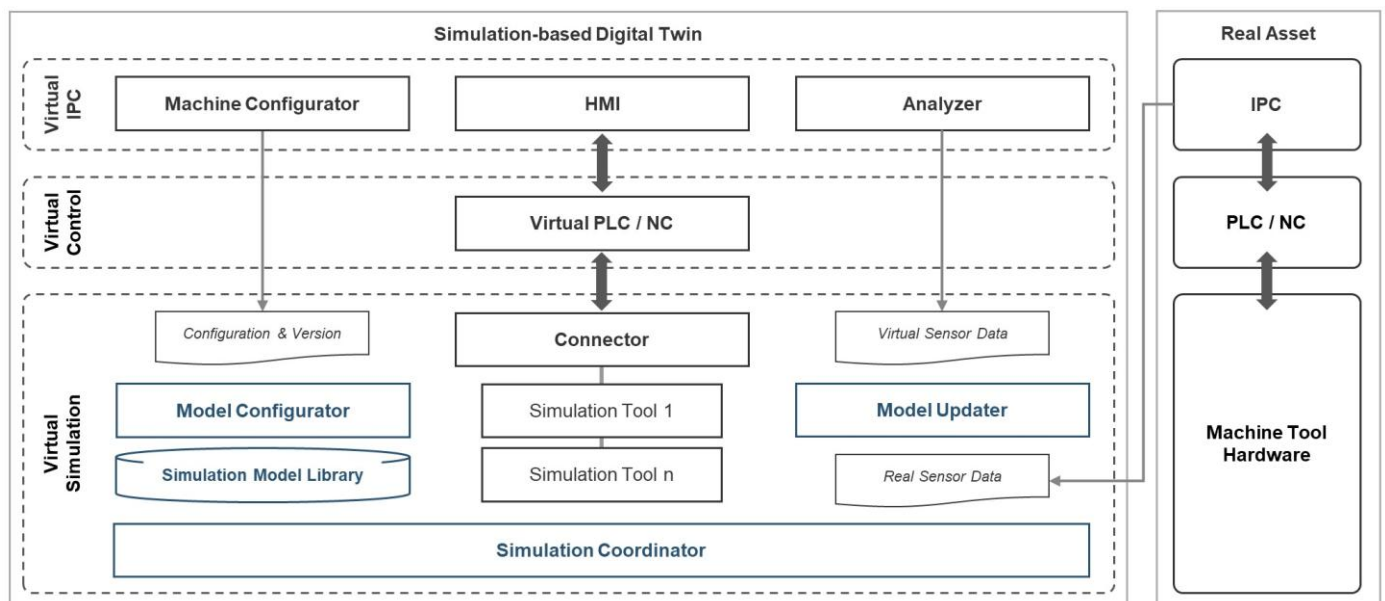 Simulation-based Digital Twin
Real Asset
Virtual
IPC
Machine Configurator
HMI
Analyzer
IPC
Virtual
Control
Virtual PLC / NC
PLC / NC
Virtual
Simulation
Configuration & Version
Connector
Virtual Sensor Data
Model Configurator
Simulation Tool 1
Model Updater
Simulation Model Library
Simulation Tool n
Real Sensor Data
Simulation Coordinator
Machine Tool
Hardware